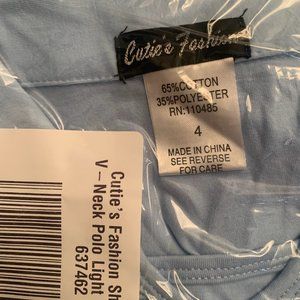 Cutie's Fashion
65%COTTON
35%POLYESTER
RN:110485
4
MADE IN CHINA
SEE REVERSE
FOR CARE
Cutie's Fashion Sh
V-Neck Polo Light
637462